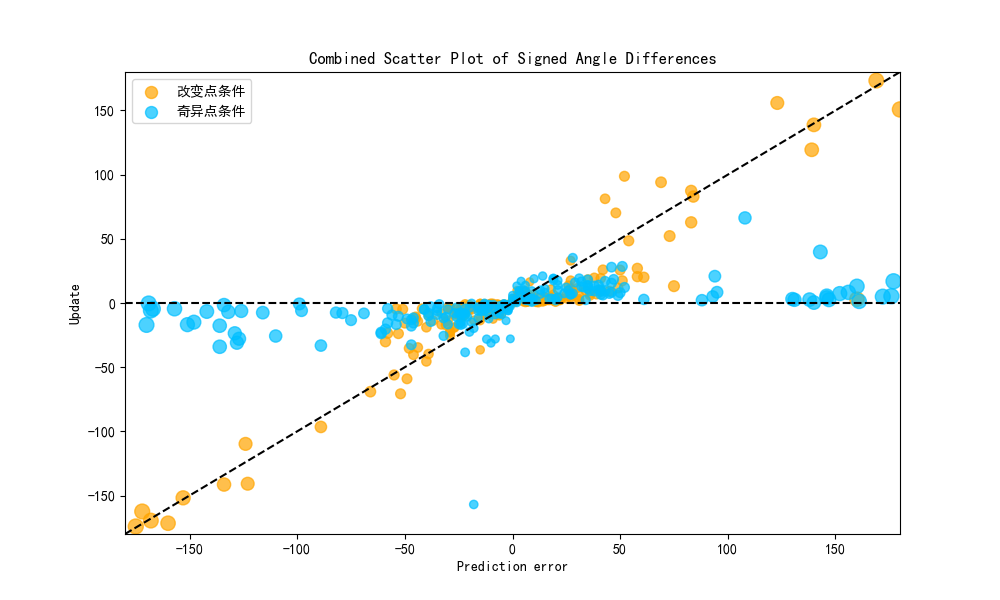 Combined Scatter Plot of Signed Angle Differences
改变点条件
奇异点条件
150
100
50
0
−50
−100
−150
Update
−150
−100
−50
0
50
100
150
Prediction error